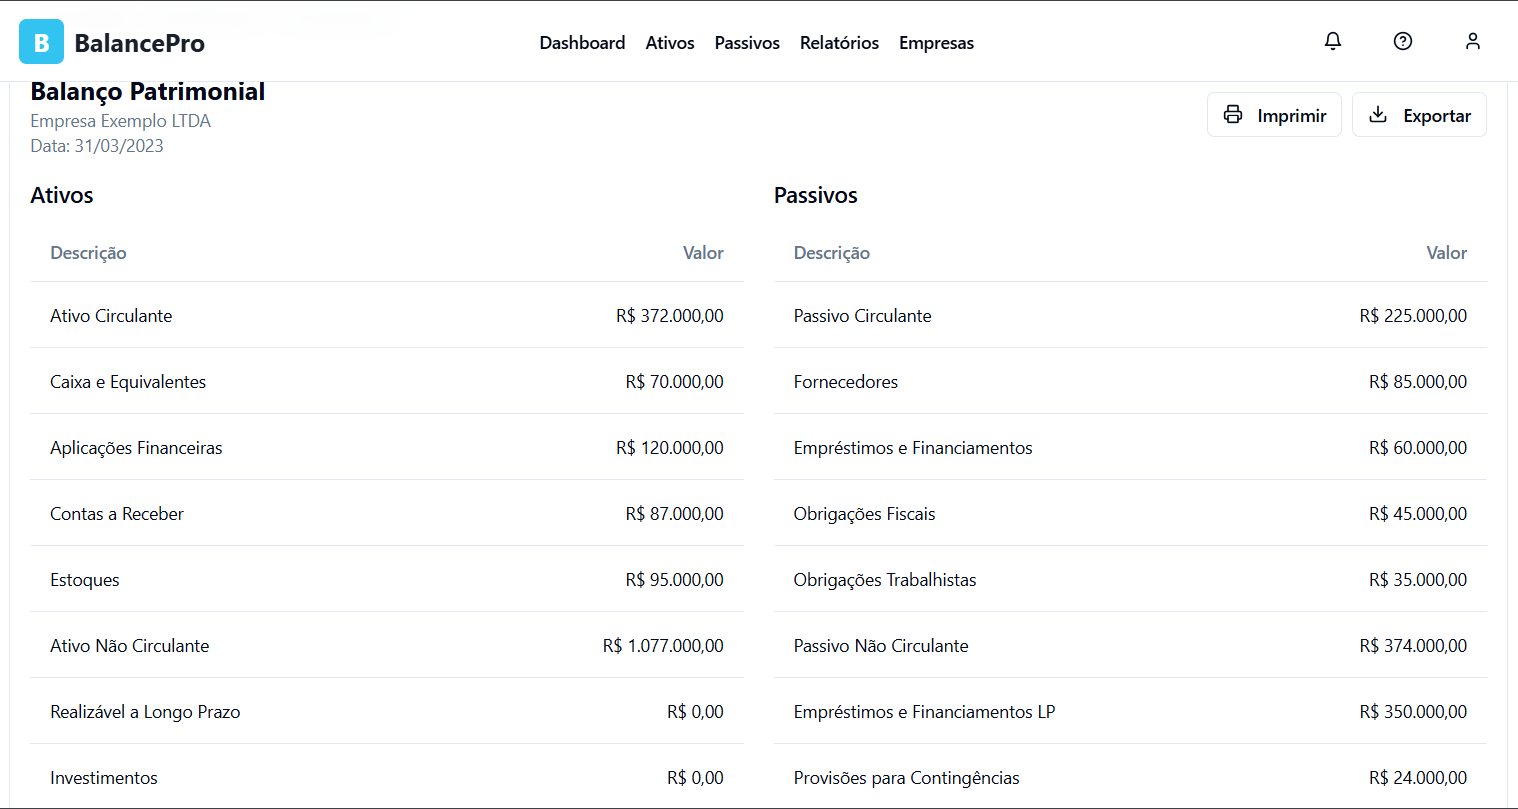 B BalancePro Dashboard Ativos Passivos Relatórios Empresas
Balanço Patrimonial
Empresa Exemplo LTDA
Data: 31/03/2023
Imprimir Exportar
Ativos
Descrição Valor
Ativo Circulante R$ 372.000,00
Caixa e Equivalentes R$ 70.000,00
Aplicações Financeiras R$ 120.000,00
Contas a Receber R$ 87.000,00
Estoques R$ 95.000,00
Ativo Não Circulante R$ 1.077.000,00
Realizável a Longo Prazo R$ 0,00
Investimentos R$ 0,00
Passivos
Descrição Valor
Passivo Circulante R$ 225.000,00
Fornecedores R$ 85.000,00
Empréstimos e Financiamentos R$ 60.000,00
Obrigações Fiscais R$ 45.000,00
Obrigações Trabalhistas R$ 35.000,00
Passivo Não Circulante R$ 374.000,00
Empréstimos e Financiamentos LP R$ 350.000,00
Provisões para Contingências R$ 24.000,00